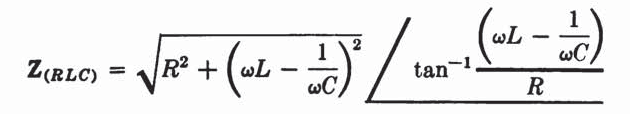 Z(RLC) = √R² + (ωL − 1/ωC)² / tan⁻¹ (ωL − 1/ωC)/R